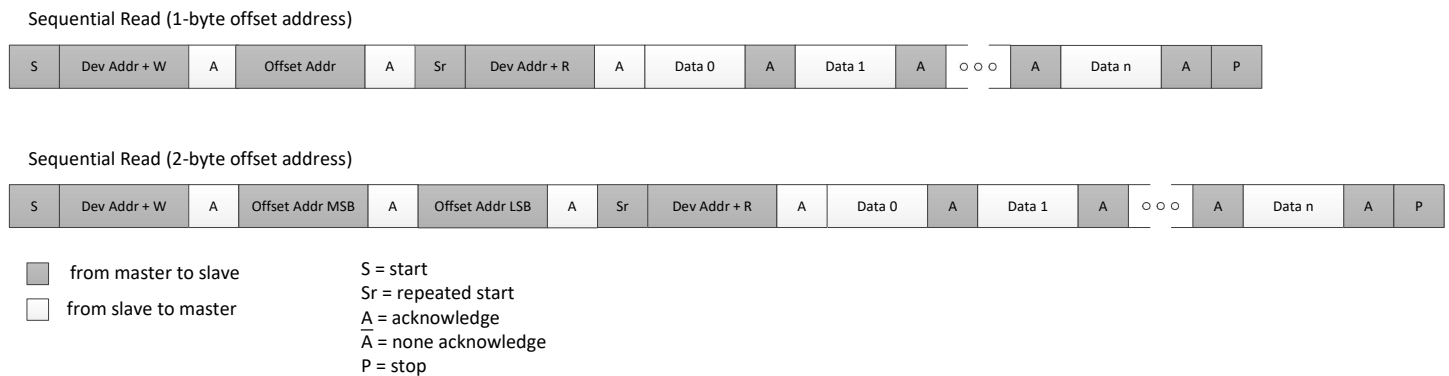 Sequential Read (1-byte offset address)
S Dev Addr + W A Offset Addr A Sr Dev Addr + R A Data 0 A Data 1 A A Data n A P
Sequential Read (2-byte offset address)
S Dev Addr + W A Offset Addr MSB A Offset Addr LSB A Sr Dev Addr + R A Data 0 A Data 1 A A Data n A P
from master to slave
from slave to master
S = start
Sr = repeated start
A = acknowledge
A̅ = none acknowledge
P = stop